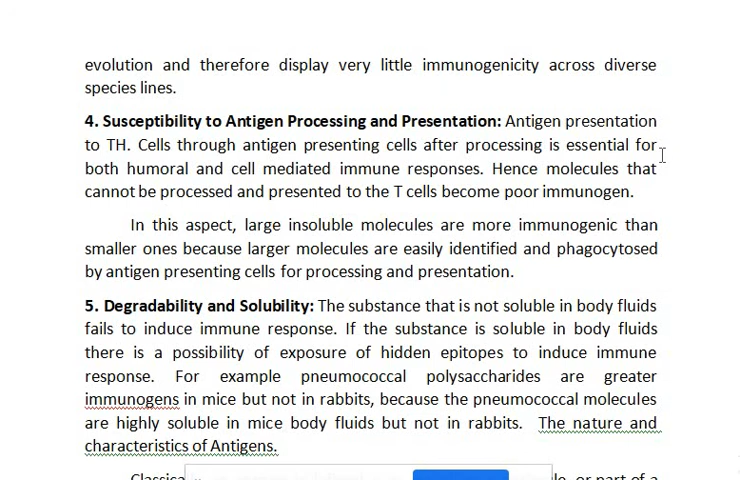 evolution and therefore display very little immunogenicity across diverse
species lines.
4. Susceptibility to Antigen Processing and Presentation: Antigen presentation
to TH. Cells through antigen presenting cells after processing is essential for
both humoral and cell mediated immune responses. Hence molecules that
cannot be processed and presented to the T cells become poor immunogen.
In this aspect, large insoluble molecules are more immunogenic than
smaller ones because larger molecules are easily identified and phagocytosed
by antigen presenting cells for processing and presentation.
5. Degradability and Solubility: The substance that is not soluble in body fluids
fails to induce immune response. If the substance is soluble in body fluids
there is a possibility of exposure of hidden epitopes to induce immune
response. For example pneumococcal polysaccharides are greater
immunogens in mice but not in rabbits, because the pneumococcal molecules
are highly soluble in mice body fluids but not in rabbits. The nature and
characteristics of Antigens.
or part of a